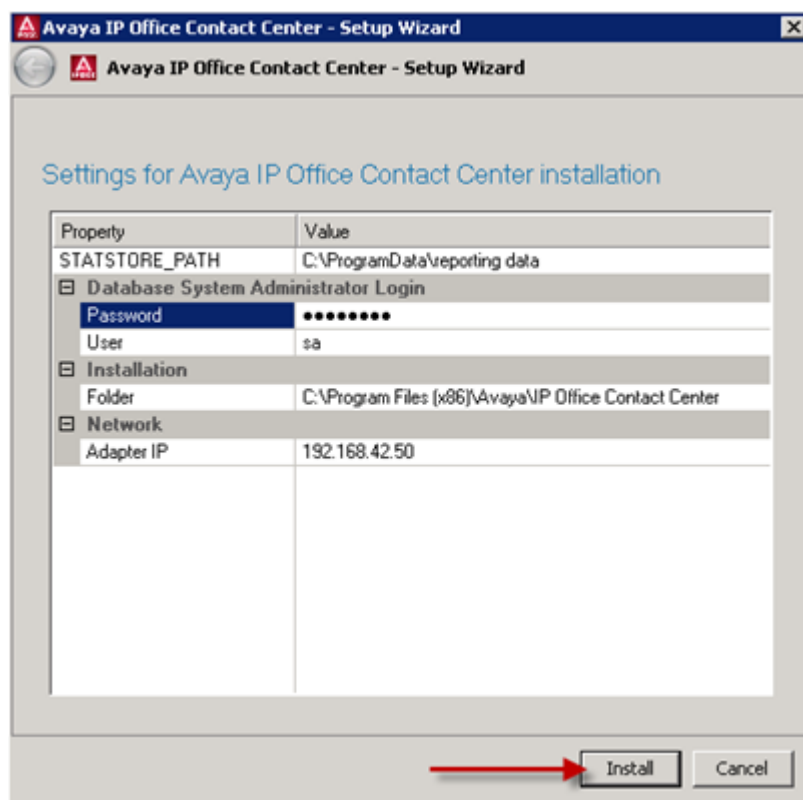 Avaya IP Office Contact Center - Setup Wizard
Avaya IP Office Contact Center - Setup Wizard
Settings for Avaya IP Office Contact Center installation
Property Value
STATSTORE_PATH C:\ProgramData\reporting data
Database System Administrator Login
Password ●●●●●●●●
User sa
Installation
Folder C:\Program Files (x86)\Avaya\IP Office Contact Center
Network
Adapter IP 192.168.42.50
Install Cancel